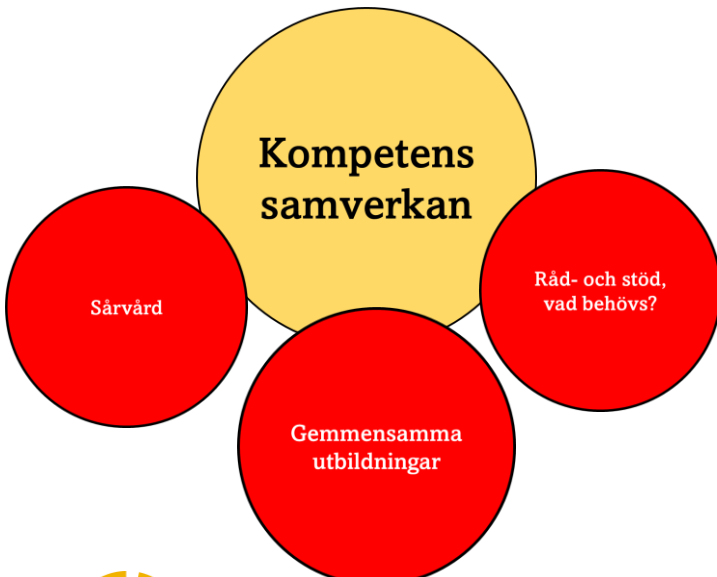 Kompetens
samverkan
Sårvård
Råd- och stöd,
vad behövs?
Gemmensamma
utbildningar